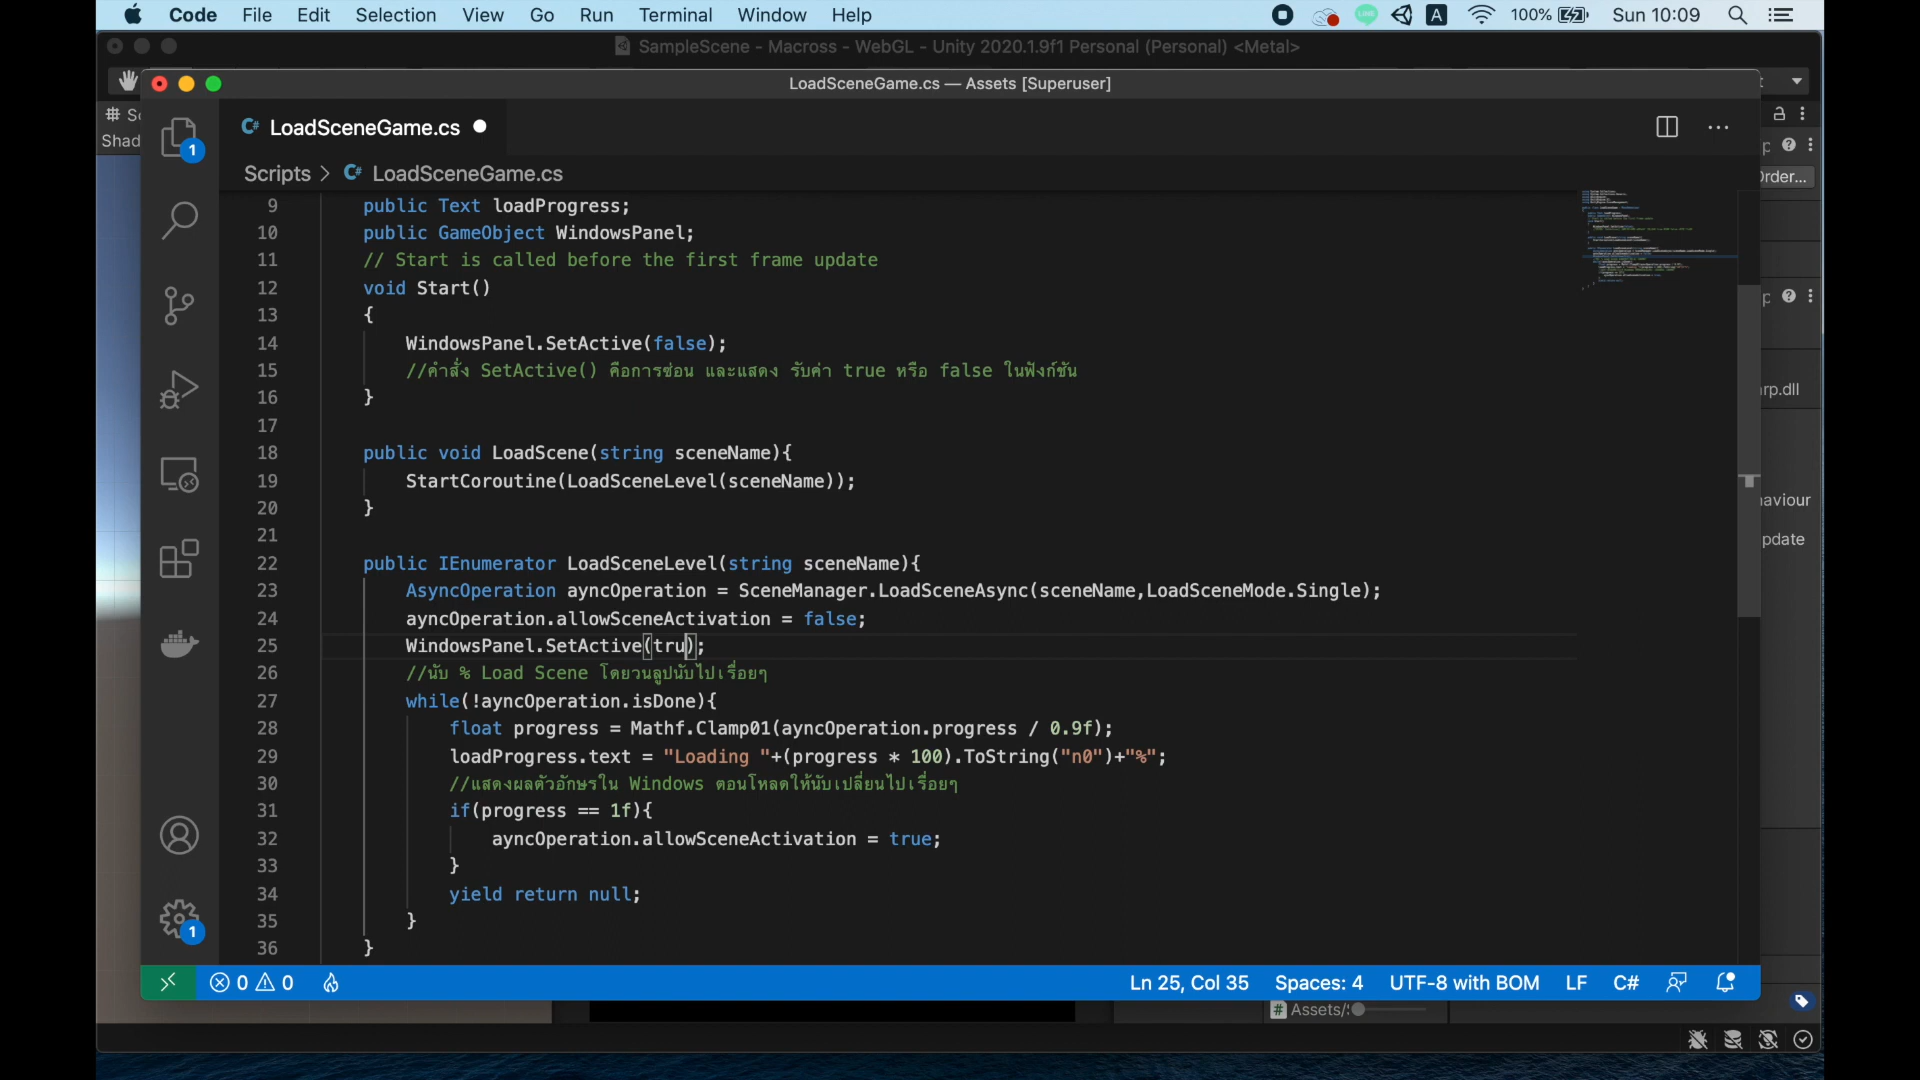 Code File Edit Selection View Go Run Terminal Window Help 100% Sun 10:09
SampleScene - Macross - WebGL - Unity 2020.1.9f1 Personal (Personal) <Metal>
LoadSceneGame.cs — Assets [Superuser]
LoadSceneGame.cs
Shad
Scripts > LoadSceneGame.cs
9 public Text loadProgress;
10 public GameObject WindowsPanel;
11 // Start is called before the first frame update
12 void Start()
13 {
14 WindowsPanel.SetActive(false);
15 //คำสั่ง SetActive() คือการซ่อน และแสดง รับค่า true หรือ false ในฟังก์ชัน
16 }
17
18 public void LoadScene(string sceneName){
19 StartCoroutine(LoadSceneLevel(sceneName));
20 }
21
22 public IEnumerator LoadSceneLevel(string sceneName){
23 AsyncOperation ayncOperation = SceneManager.LoadSceneAsync(sceneName,LoadSceneMode.Single);
24 ayncOperation.allowSceneActivation = false;
25 WindowsPanel.SetActive(tru);
26 //นับ % Load Scene โดยวนลูปนับไปเรื่อยๆ
27 while(!ayncOperation.isDone){
28 float progress = Mathf.Clamp01(ayncOperation.progress / 0.9f);
29 loadProgress.text = "Loading "+(progress * 100).ToString("n0")+"%";
30 //แสดงผลตัวอักษรใน Windows ตอนโหลดให้นับเปลี่ยนไปเรื่อยๆ
31 if(progress == 1f){
32 ayncOperation.allowSceneActivation = true;
33 }
34 yield return null;
35 }
36 }
1
1
Order...
rp.dll
aviour
pdate
0 0 Ln 25, Col 35 Spaces: 4 UTF-8 with BOM LF C#
Assets/